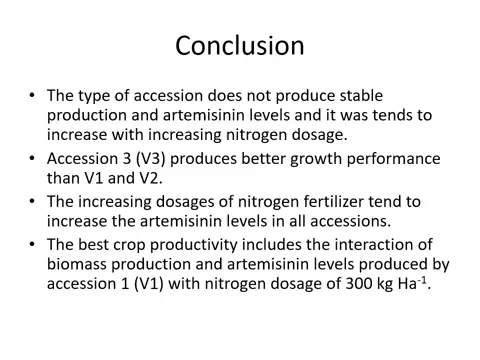 Conclusion
• The type of accession does not produce stable
production and artemisinin levels and it was tends to
increase with increasing nitrogen dosage.
• Accession 3 (V3) produces better growth performance
than V1 and V2.
• The increasing dosages of nitrogen fertilizer tend to
increase the artemisinin levels in all accessions.
• The best crop productivity includes the interaction of
biomass production and artemisinin levels produced by
accession 1 (V1) with nitrogen dosage of 300 kg Ha⁻¹.